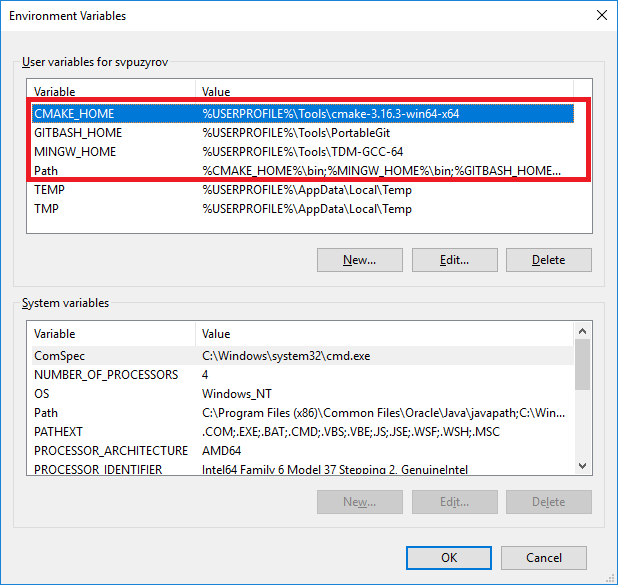 Environment Variables
User variables for svpuzyrov
Variable Value
CMAKE_HOME %USERPROFILE%\Tools\cmake-3.16.3-win64-x64
GITBASH_HOME %USERPROFILE%\Tools\PortableGit
MINGW_HOME %USERPROFILE%\Tools\TDM-GCC-64
Path %CMAKE_HOME%\bin;%MINGW_HOME%\bin;%GITBASH_HOME...
TEMP %USERPROFILE%\AppData\Local\Temp
TMP %USERPROFILE%\AppData\Local\Temp
New... Edit... Delete
System variables
Variable Value
ComSpec C:\Windows\system32\cmd.exe
NUMBER_OF_PROCESSORS 4
OS Windows_NT
Path C:\Program Files (x86)\Common Files\Oracle\Java\javapath;C:\Win...
PATHEXT .COM;.EXE;.BAT;.CMD;.VBS;.VBE;.JS;.JSE;.WSF;.WSH;.MSC
PROCESSOR_ARCHITECTURE AMD64
PROCESSOR_IDENTIFIER Intel64 Family 6 Model 37 Stepping 2, GenuineIntel
New... Edit... Delete
OK Cancel